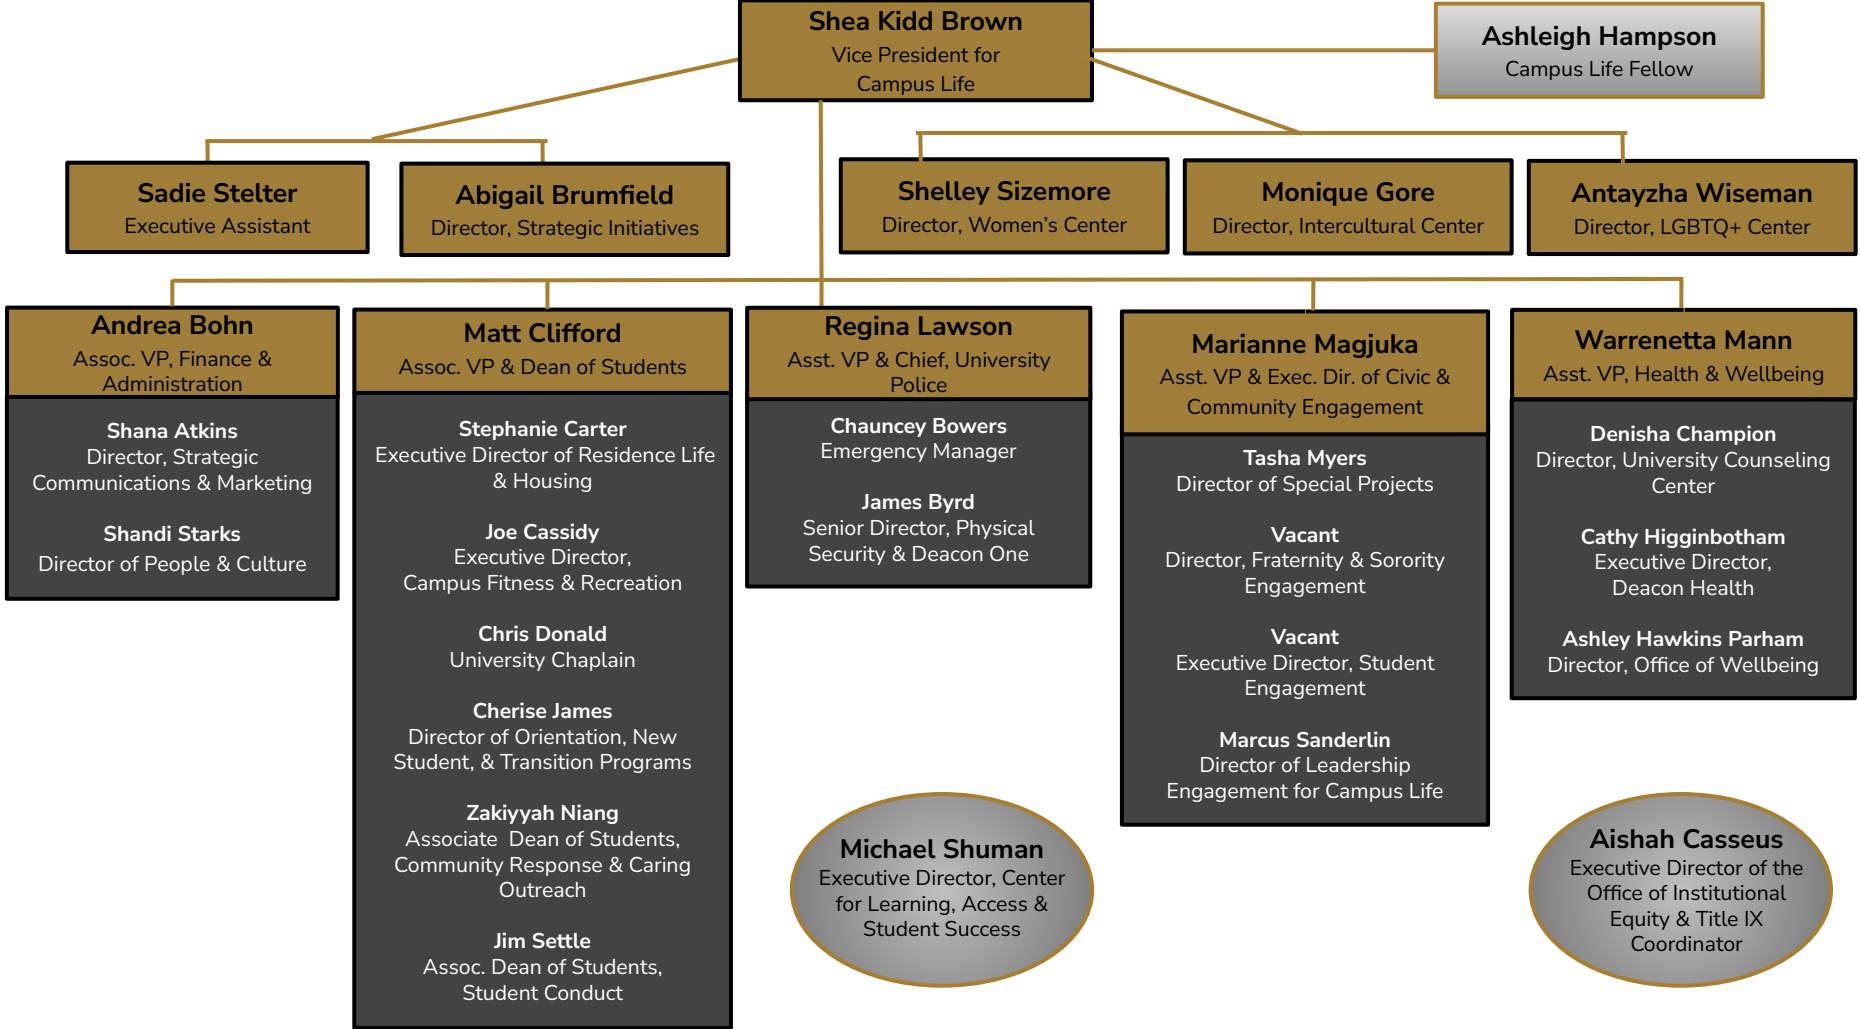 Shea Kidd Brown
Vice President for
Campus Life
Ashleigh Hampson
Campus Life Fellow
Sadie Stelter
Executive Assistant
Abigail Brumfield
Director, Strategic Initiatives
Shelley Sizemore
Director, Women's Center
Monique Gore
Director, Intercultural Center
Antayzha Wiseman
Director, LGBTQ+ Center
Andrea Bohn
Assoc. VP, Finance &
Administration
Shana Atkins
Director, Strategic
Communications & Marketing
Shandi Starks
Director of People & Culture
Matt Clifford
Assoc. VP & Dean of Students
Stephanie Carter
Executive Director of Residence Life
& Housing
Joe Cassidy
Executive Director,
Campus Fitness & Recreation
Chris Donald
University Chaplain
Cherise James
Director of Orientation, New
Student, & Transition Programs
Zakiyyah Niang
Associate Dean of Students,
Community Response & Caring
Outreach
Jim Settle
Assoc. Dean of Students,
Student Conduct
Regina Lawson
Asst. VP & Chief, University
Police
Chauncey Bowers
Emergency Manager
James Byrd
Senior Director, Physical
Security & Deacon One
Marianne Magjuka
Asst. VP & Exec. Dir. of Civic &
Community Engagement
Tasha Myers
Director of Special Projects
Vacant
Director, Fraternity & Sorority
Engagement
Vacant
Executive Director, Student
Engagement
Marcus Sanderlin
Director of Leadership
Engagement for Campus Life
Warrenetta Mann
Asst. VP, Health & Wellbeing
Denisha Champion
Director, University Counseling
Center
Cathy Higginbotham
Executive Director,
Deacon Health
Ashley Hawkins Parham
Director, Office of Wellbeing
Michael Shuman
Executive Director, Center
for Learning, Access &
Student Success
Aishah Casseus
Executive Director of the
Office of Institutional
Equity & Title IX
Coordinator